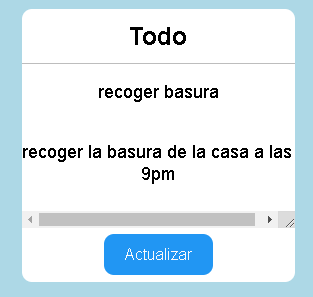 Todo
recoger basura
recoger la basura de la casa a las
9pm
Actualizar